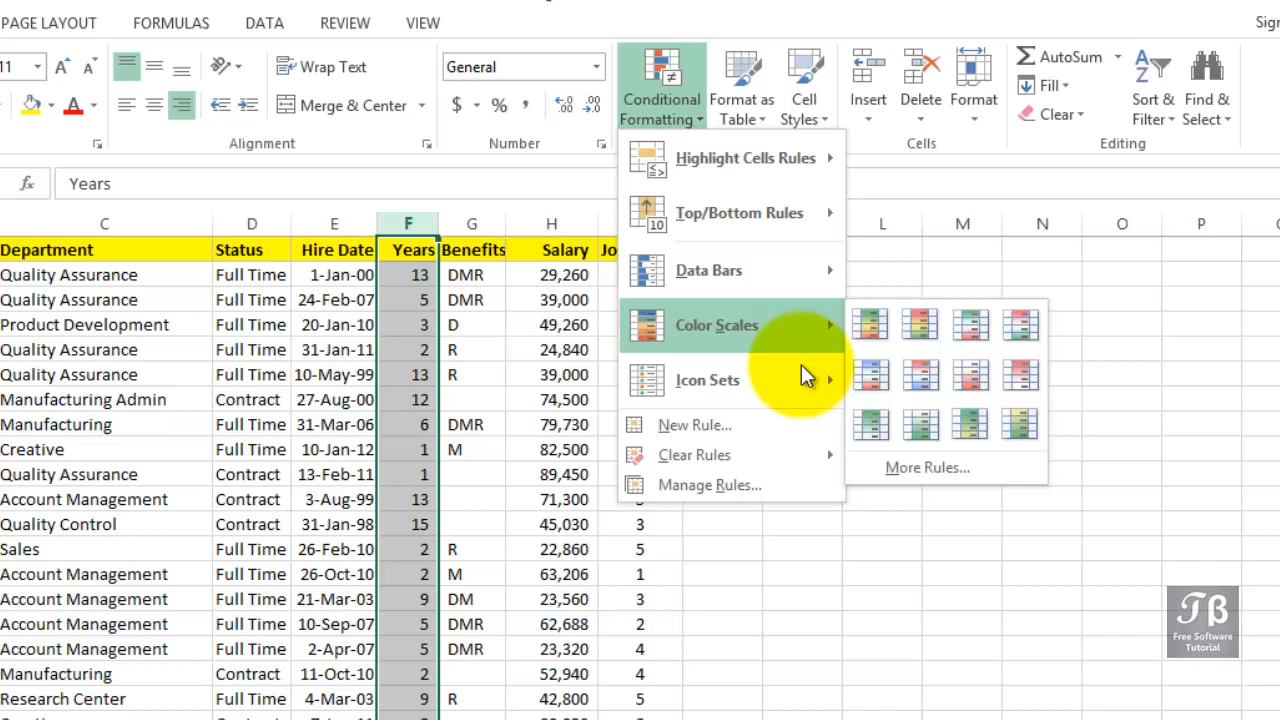 PAGE LAYOUT FORMULAS DATA REVIEW VIEW Sign
11 A A Wrap Text General Conditional Formatting Format as Table Cell Styles Insert Delete Format AutoSum Fill Clear Sort & Filter Find & Select
A Merge & Center $ % ,
Alignment Number Cells Editing
fx Years
C D E F G H L M N O P
Department Status Hire Date Years Benefits Salary Jo
Quality Assurance Full Time 1-Jan-00 13 DMR 29,260
Quality Assurance Full Time 24-Feb-07 5 DMR 39,000
Product Development Full Time 20-Jan-10 3 D 49,260
Quality Assurance Full Time 31-Jan-11 2 R 24,840
Quality Assurance Full Time 10-May-99 13 R 39,000
Manufacturing Admin Contract 27-Aug-00 12 74,500
Manufacturing Full Time 31-Mar-06 6 DMR 79,730
Creative Full Time 10-Jan-12 1 M 82,500
Quality Assurance Contract 13-Feb-11 1 89,450
Account Management Contract 3-Aug-99 13 71,300
Quality Control Contract 31-Jan-98 15 45,030 3
Sales Full Time 26-Feb-10 2 R 22,860 5
Account Management Full Time 26-Oct-10 2 M 63,206 1
Account Management Full Time 21-Mar-03 9 DM 23,560 3
Account Management Full Time 10-Sep-07 5 DMR 62,688 2
Account Management Full Time 2-Apr-07 5 DMR 23,320 4
Manufacturing Contract 11-Oct-10 2 52,940 4
Research Center Full Time 4-Mar-03 9 R 42,800 5
Highlight Cells Rules
Top/Bottom Rules
Data Bars
Color Scales
Icon Sets
New Rule...
Clear Rules
Manage Rules...
More Rules...
TB
Free Software
Tutorial